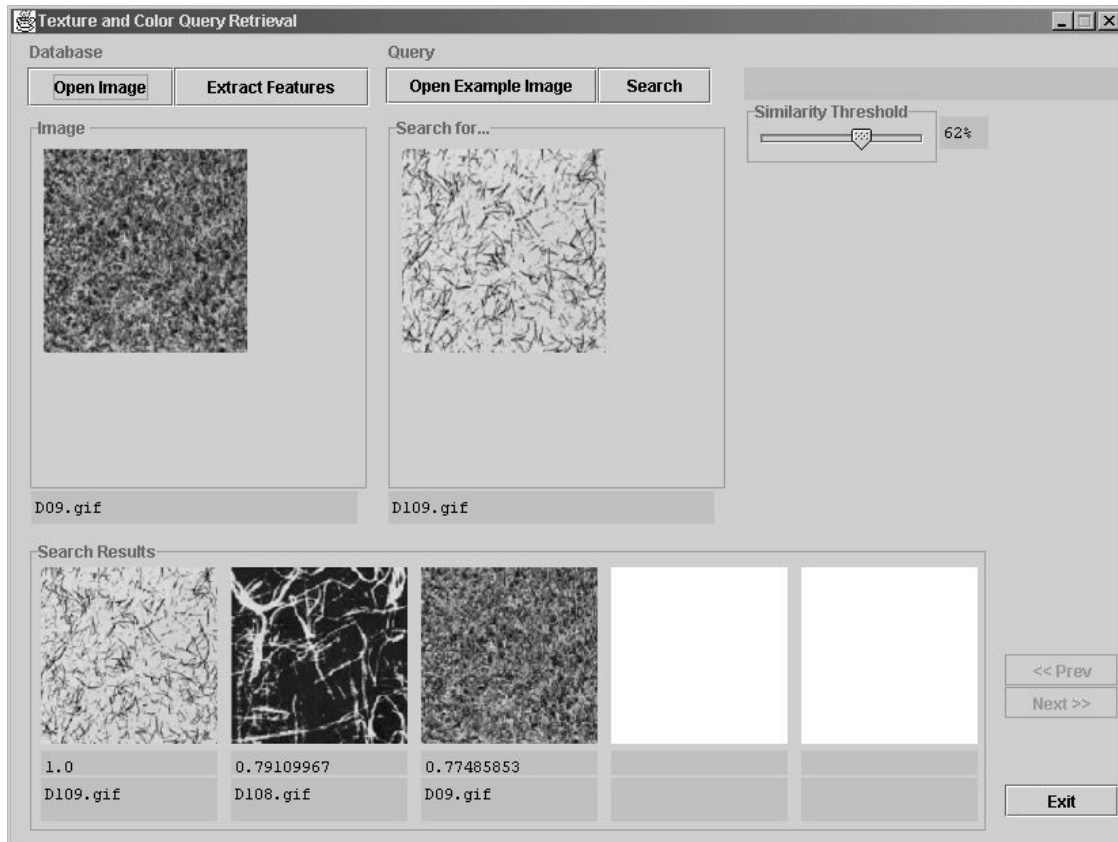 Texture and Color Query Retrieval
Database
Query
Open Image
Extract Features
Open Example Image
Search
Similarity Threshold
62%
Image
Search for...
D09.gif
D109.gif
Search Results
1.0
0.79109967
0.77485853
D109.gif
D108.gif
D09.gif
<< Prev
Next >>
Exit